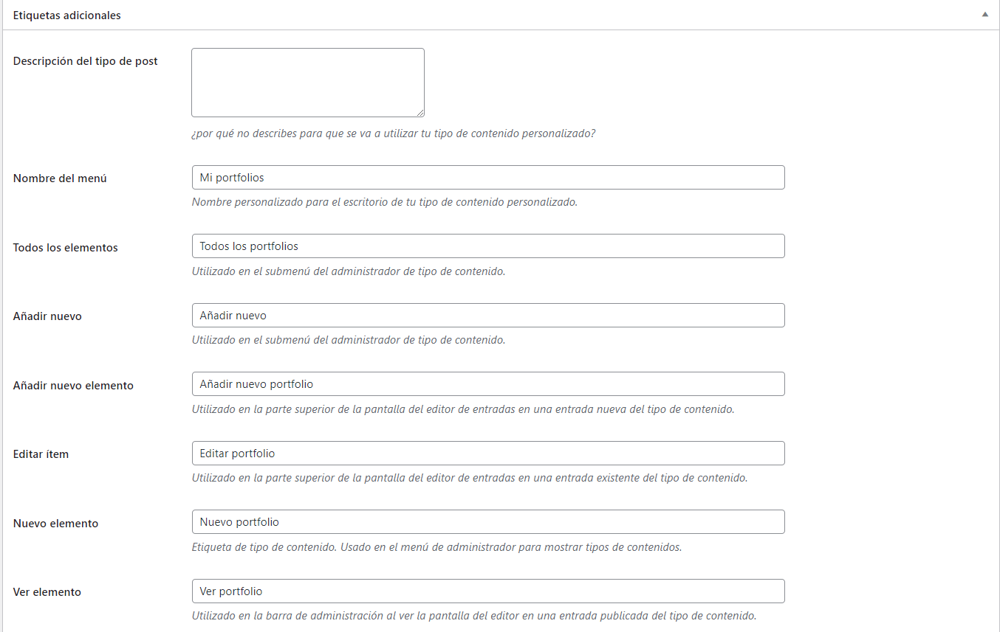 Etiquetas adicionales
Descripción del tipo de post
¿por qué no describes para que se va a utilizar tu tipo de contenido personalizado?
Nombre del menú
Mi portfolios
Nombre personalizado para el escritorio de tu tipo de contenido personalizado.
Todos los elementos
Todos los portfolios
Utilizado en el submenú del administrador de tipo de contenido.
Añadir nuevo
Añadir nuevo
Utilizado en el submenú del administrador de tipo de contenido.
Añadir nuevo elemento
Añadir nuevo portfolio
Utilizado en la parte superior de la pantalla del editor de entradas en una entrada nueva del tipo de contenido.
Editar ítem
Editar portfolio
Utilizado en la parte superior de la pantalla del editor de entradas en una entrada existente del tipo de contenido.
Nuevo elemento
Nuevo portfolio
Etiqueta de tipo de contenido. Usado en el menú de administrador para mostrar tipos de contenidos.
Ver elemento
Ver portfolio
Utilizado en la barra de administración al ver la pantalla del editor en una entrada publicada del tipo de contenido.